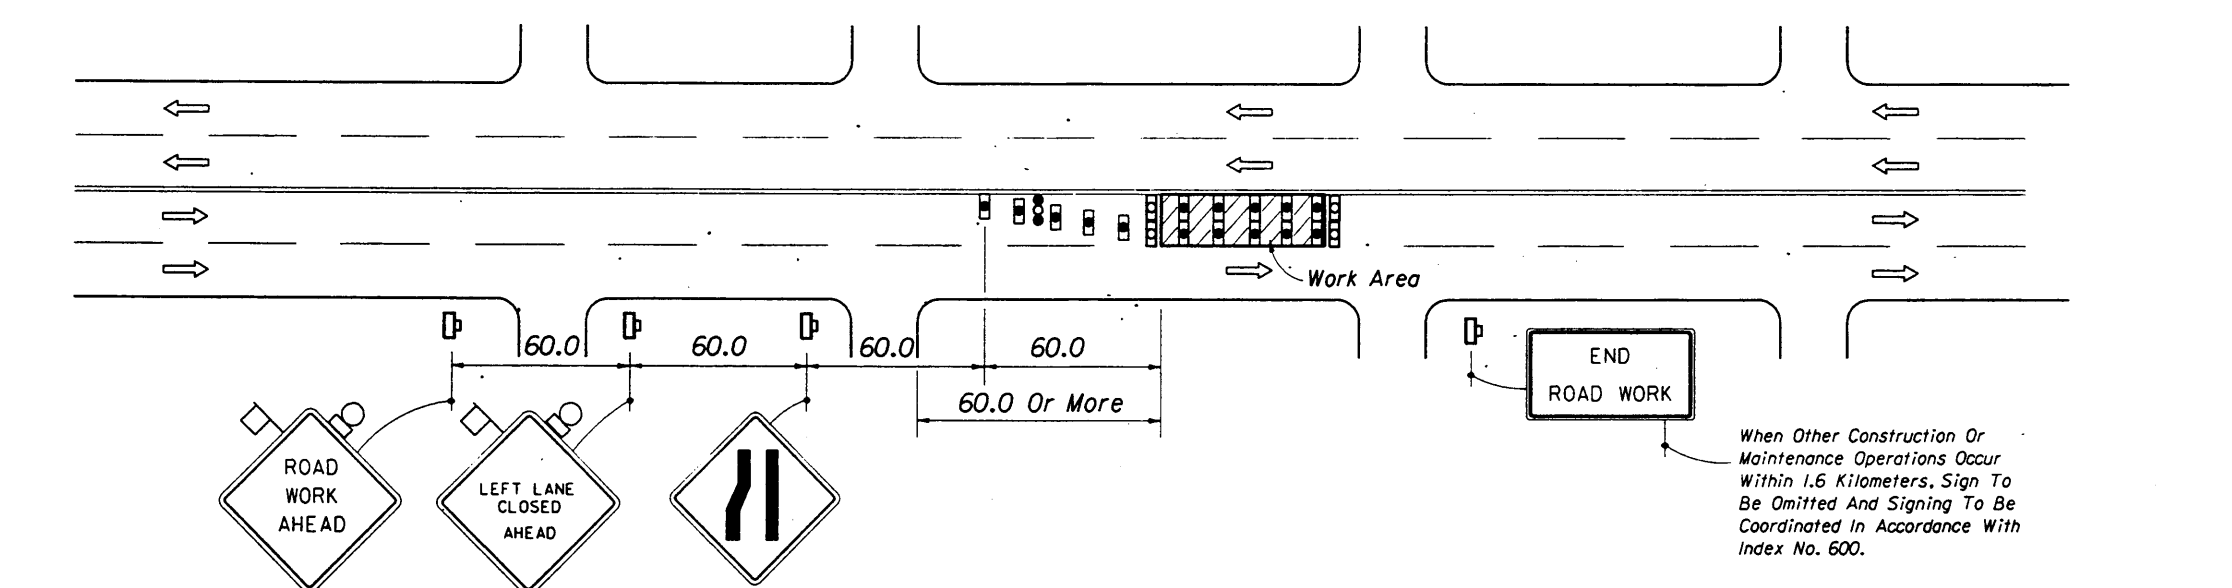 Work Area
60.0
60.0
60.0
60.0
60.0 Or More
ROAD
WORK
AHEAD
LEFT LANE
CLOSED
AHEAD
END
ROAD WORK
When Other Construction Or
Maintenance Operations Occur
Within 1.6 Kilometers, Sign To
Be Omitted And Signing To Be
Coordinated In Accordance With
Index No. 600.